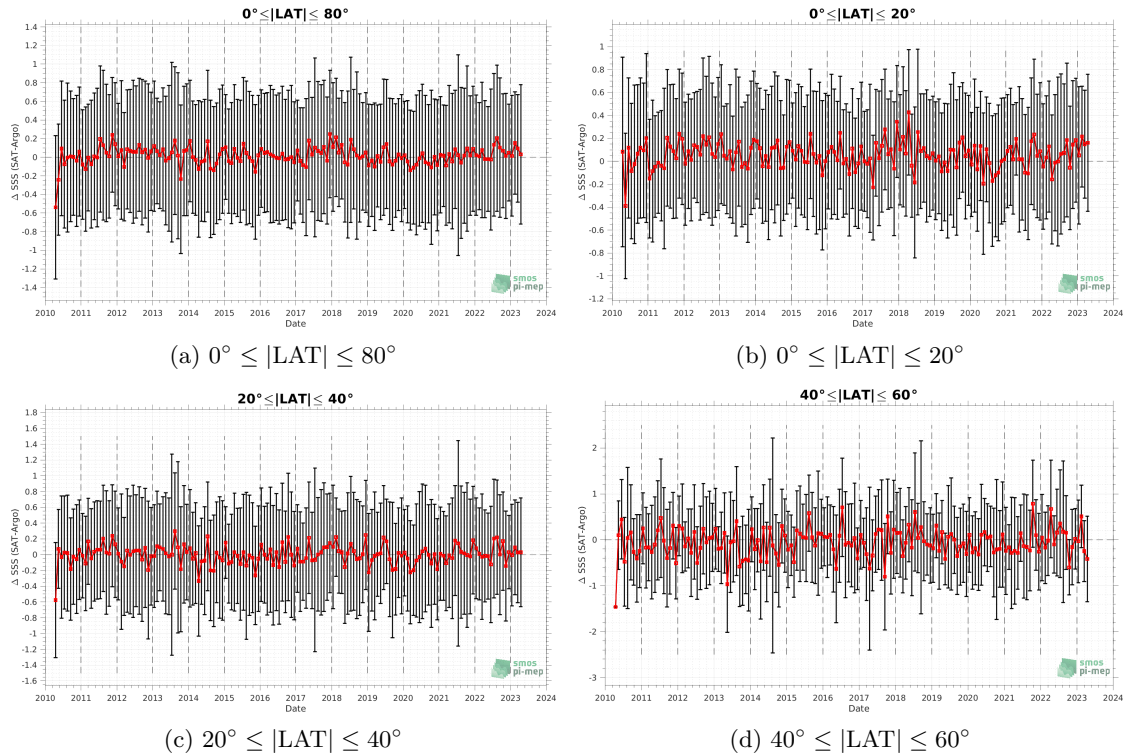 0°≤|LAT|≤ 80°
1.4
1.2
1
0.8
0.6
0.4
0.2
0
-0.2
-0.4
-0.6
-0.8
-1
-1.2
-1.4
Δ SSS (SAT-Argo)
2010 2011 2012 2013 2014 2015 2016 2017 2018 2019 2020 2021 2022 2023 2024
Date
smos
pi-mep
(a) 0° ≤ |LAT| ≤ 80°
0°≤|LAT|≤ 20°
1
0.8
0.6
0.4
0.2
0
-0.2
-0.4
-0.6
-0.8
-1
-1.2
Δ SSS (SAT-Argo)
2010 2011 2012 2013 2014 2015 2016 2017 2018 2019 2020 2021 2022 2023 2024
Date
smos
pi-mep
(b) 0° ≤ |LAT| ≤ 20°
20°≤|LAT|≤ 40°
1.8
1.6
1.4
1.2
1
0.8
0.6
0.4
0.2
0
-0.2
-0.4
-0.6
-0.8
-1
-1.2
-1.4
-1.6
Δ SSS (SAT-Argo)
2010 2011 2012 2013 2014 2015 2016 2017 2018 2019 2020 2021 2022 2023 2024
Date
smos
pi-mep
(c) 20° ≤ |LAT| ≤ 40°
40°≤|LAT|≤ 60°
2
1
0
-1
-2
-3
Δ SSS (SAT-Argo)
2010 2011 2012 2013 2014 2015 2016 2017 2018 2019 2020 2021 2022 2023 2024
Date
smos
pi-mep
(d) 40° ≤ |LAT| ≤ 60°